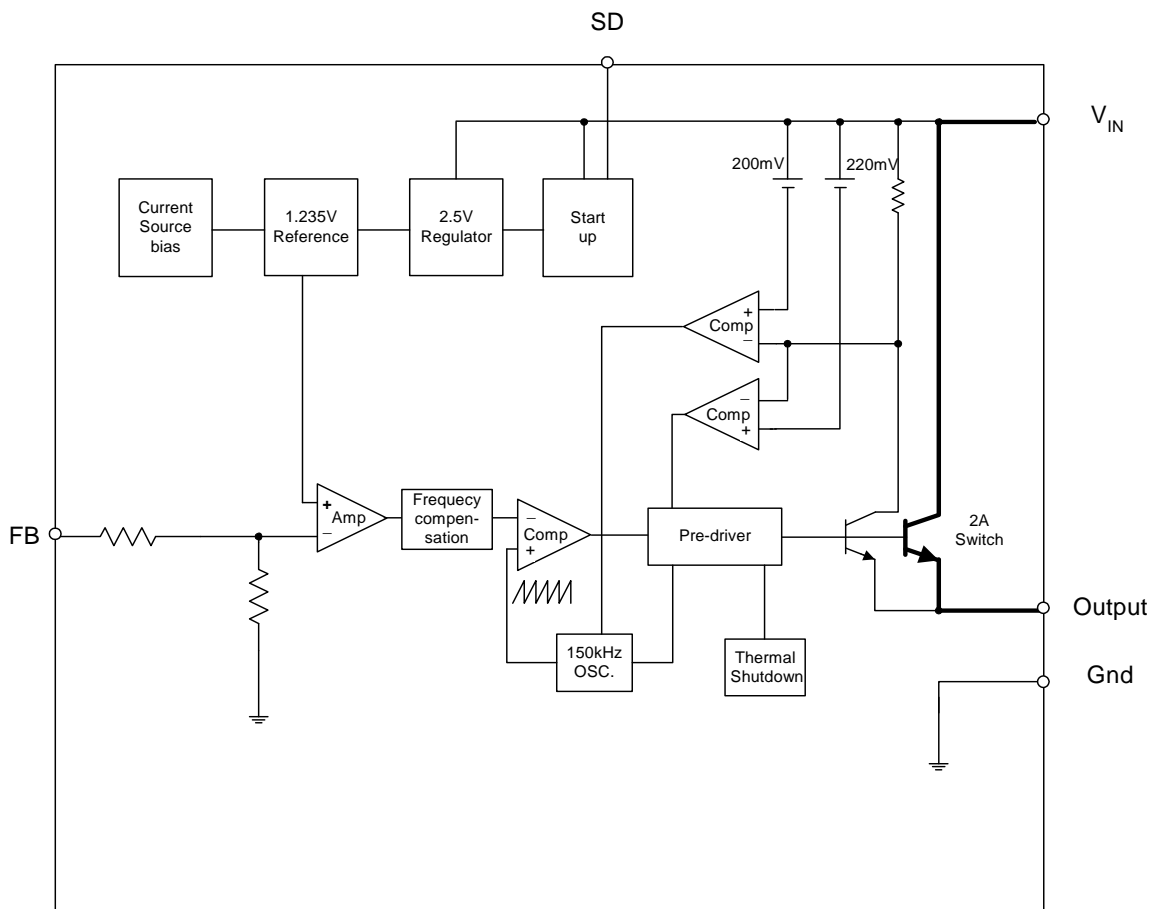 SD
V_IN
200mV
220mV
Current
Source
bias
1.235V
Reference
2.5V
Regulator
Start
up
+
Comp
−
−
Comp
+
FB
+
Amp
−
Frequecy
compen-
sation
−
Comp
+
Pre-driver
2A
Switch
Output
150kHz
OSC.
Thermal
Shutdown
Gnd